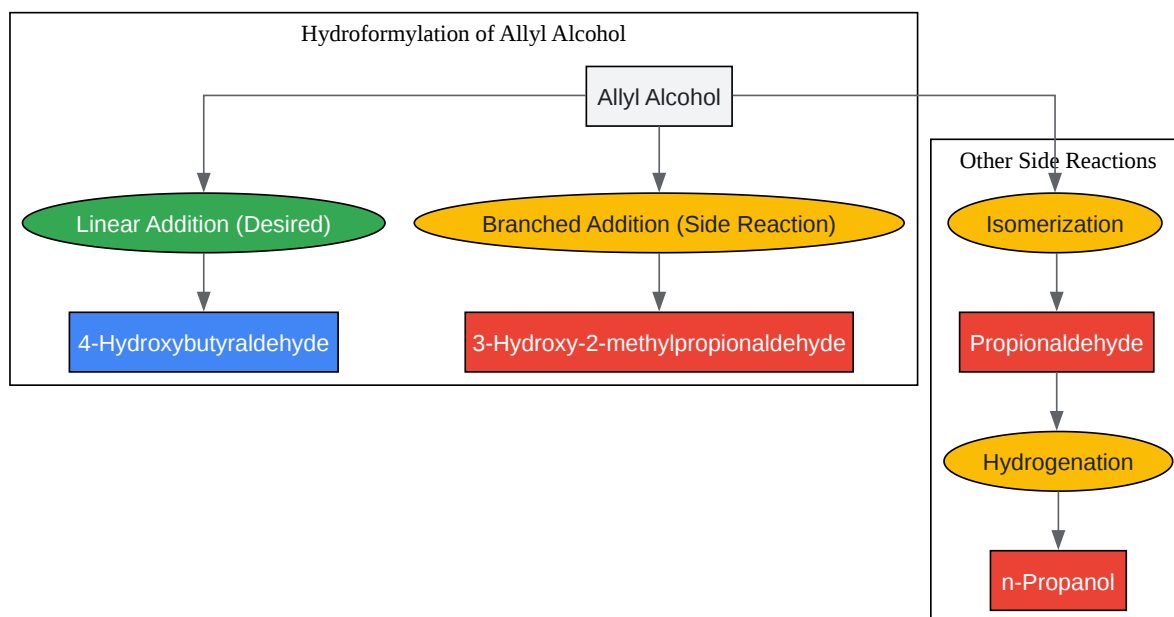 Hydroformylation of Allyl Alcohol
Allyl Alcohol
Other Side Reactions
Linear Addition (Desired)
Branched Addition (Side Reaction)
Isomerization
4-Hydroxybutyraldehyde
3-Hydroxy-2-methylpropionaldehyde
Propionaldehyde
Hydrogenation
n-Propanol